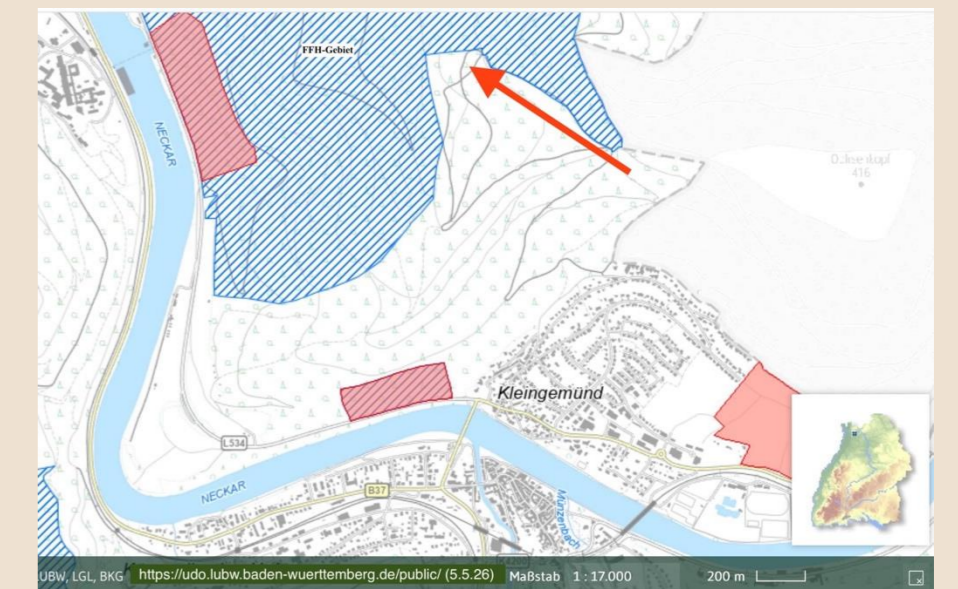 FFH-Gebiet
NECKAR
416
Kleingemünd
L534
NECKAR
B37
UBW, LGL, BKG
https://udo.lubw.baden-wuerttemberg.de/public/ (5.5.26)
Maßstab 1 : 17.000
200 m